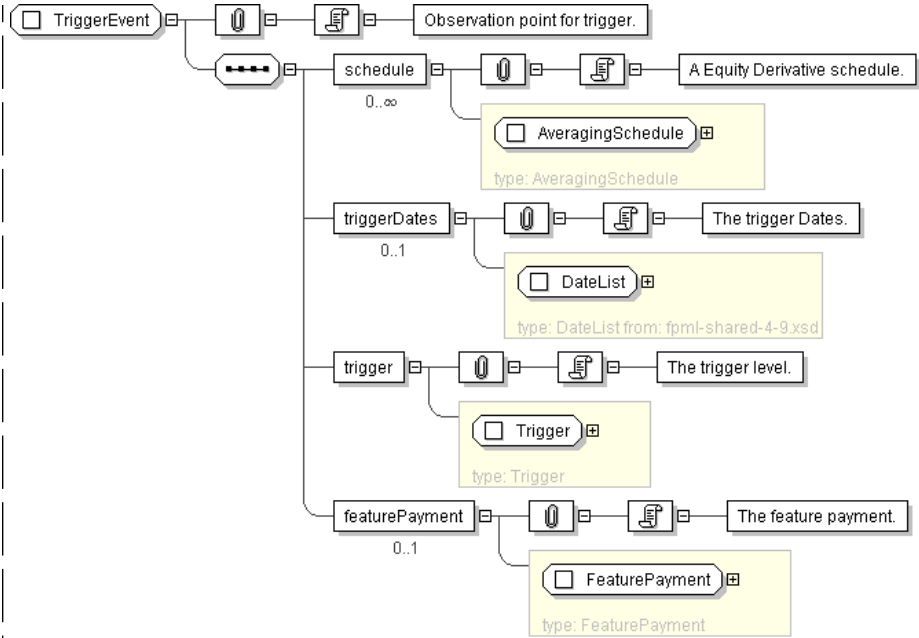 TriggerEvent
Observation point for trigger.
schedule
A Equity Derivative schedule.
0..∞
AveragingSchedule
type: AveragingSchedule
triggerDates
The trigger Dates.
0..1
DateList
type: DateList from: fpml-shared-4-9.xsd
trigger
The trigger level.
Trigger
type: Trigger
featurePayment
The feature payment.
0..1
FeaturePayment
type: FeaturePayment